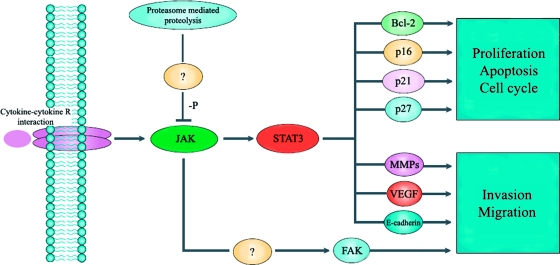 Proteasome mediated
proteolysis
?
-P
Cytokine-cytokine R
interaction
JAK
STAT3
Bcl-2
p16
p21
p27
MMPs
VEGF
E-cadherin
?
FAK
Proliferation
Apoptosis
Cell cycle
Invasion
Migration